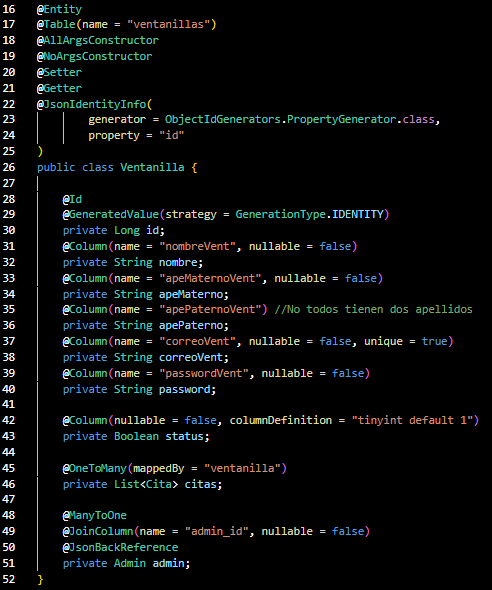 16 @Entity
17 @Table(name = "ventanillas")
18 @AllArgsConstructor
19 @NoArgsConstructor
20 @Setter
21 @Getter
22 @JsonIdentityInfo(
23         generator = ObjectIdGenerators.PropertyGenerator.class,
24         property = "id"
25 )
26 public class Ventanilla {
27
28     @Id
29     @GeneratedValue(strategy = GenerationType.IDENTITY)
30     private Long id;
31     @Column(name = "nombreVent", nullable = false)
32     private String nombre;
33     @Column(name = "apeMaternoVent", nullable = false)
34     private String apeMaterno;
35     @Column(name = "apePaternoVent") //No todos tienen dos apellidos
36     private String apePaterno;
37     @Column(name = "correoVent", nullable = false, unique = true)
38     private String correoVent;
39     @Column(name = "passwordVent", nullable = false)
40     private String password;
41
42     @Column(nullable = false, columnDefinition = "tinyint default 1")
43     private Boolean status;
44
45     @OneToMany(mappedBy = "ventanilla")
46     private List<Cita> citas;
47
48     @ManyToOne
49     @JoinColumn(name = "admin_id", nullable = false)
50     @JsonBackReference
51     private Admin admin;
52 }